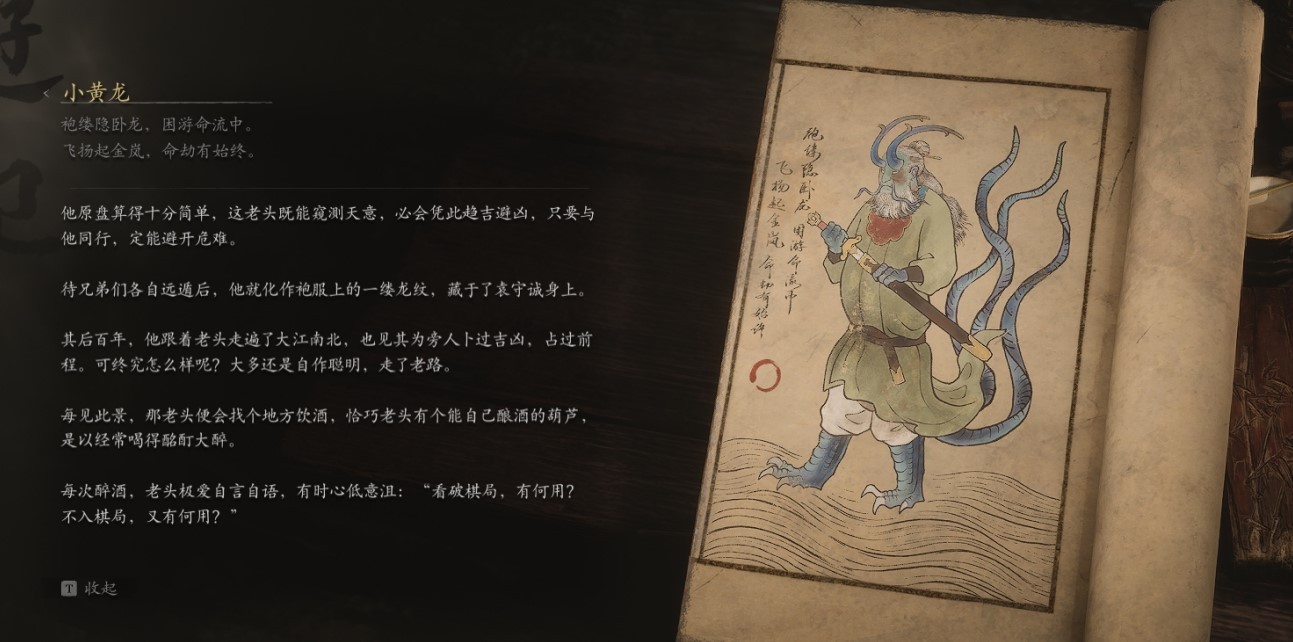 小黄龙
袍缕隐卧龙，困游命流中。
飞扬起金岚，命劫有始终。
他原盘算得十分简单，这老头既能窥测天意，必会凭此趋吉避凶，只要与
他同行，定能避开危难。
待兄弟们各自远遁后，他就化作袍服上的一缕龙纹，藏于了袁守诚身上。
其后百年，他跟着老头走遍了大江南北，也见其为旁人卜过吉凶，占过前
程。可终究怎么样呢？大多还是自作聪明，走了老路。
每见此景，那老头便会找个地方饮酒，恰巧老头有个能自己酿酒的葫芦，
是以经常喝得酩酊大醉。
每次醉酒，老头极爱自言自语，有时心低意沮：“看破棋局，有何用？
不入棋局，又有何用？”
T 收起
袍缕隐卧龙 困游命流中
飞扬起金岚 命劫有始终